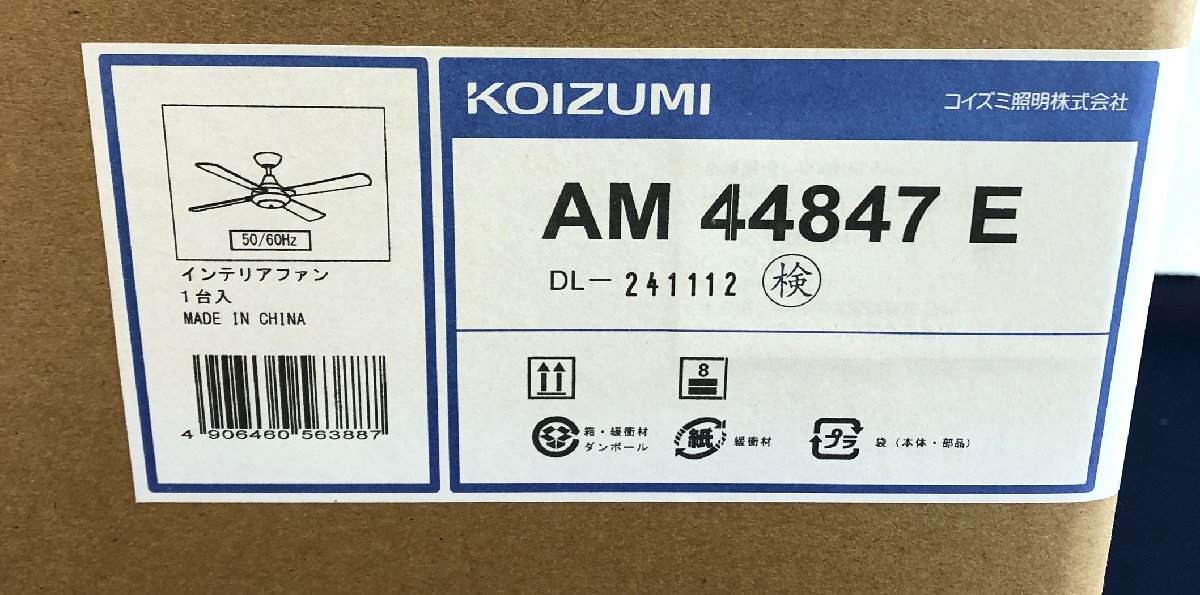 50/60Hz
インテリアファン
1台入
MADE IN CHINA
4 906460 563887
KOIZUMI
コイズミ照明株式会社
AM 44847 E
DL-241112 検
8
箱・緩衝材
ダンボール
紙 緩衝材
プラ 袋（本体・部品）